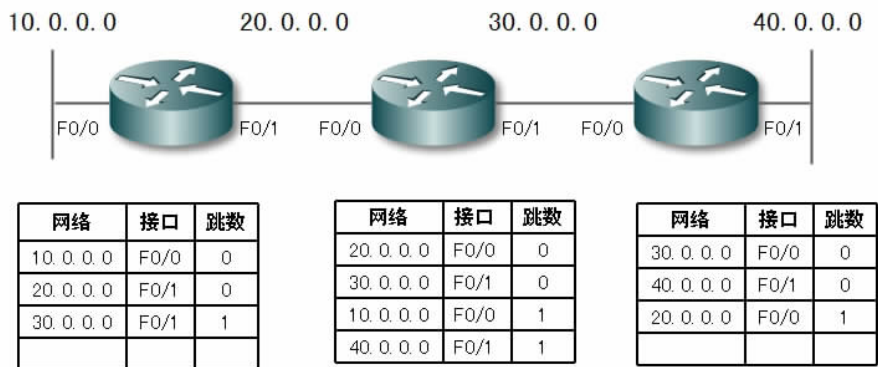 10.0.0.0 20.0.0.0 30.0.0.0 40.0.0.0
F0/0 F0/1 F0/0 F0/1 F0/0 F0/1
网络 接口 跳数
10.0.0.0 F0/0 0
20.0.0.0 F0/1 0
30.0.0.0 F0/1 1
网络 接口 跳数
20.0.0.0 F0/0 0
30.0.0.0 F0/1 0
10.0.0.0 F0/0 1
40.0.0.0 F0/1 1
网络 接口 跳数
30.0.0.0 F0/0 0
40.0.0.0 F0/1 0
20.0.0.0 F0/0 1